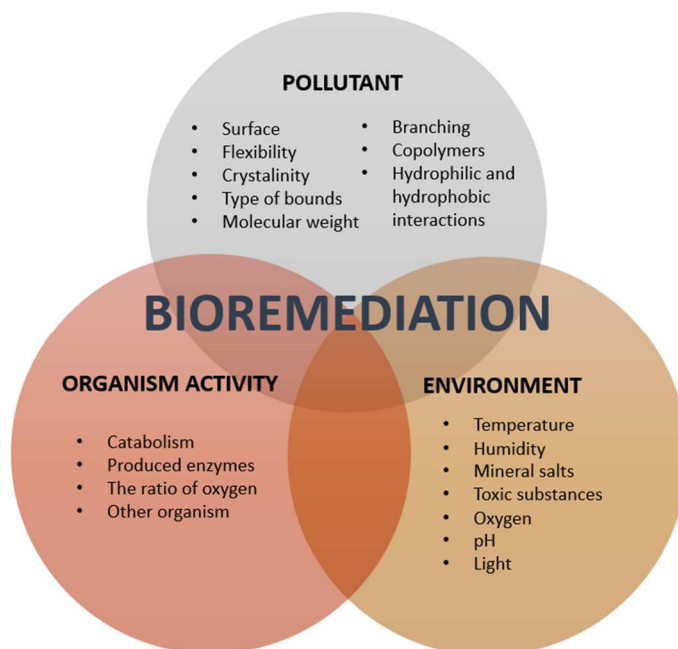 POLLUTANT
• Surface
• Flexibility
• Crystalinity
• Type of bounds
• Molecular weight
• Branching
• Copolymers
• Hydrophilic and
hydrophobic
interactions
BIOREMEDIATION
ORGANISM ACTIVITY
• Catabolism
• Produced enzymes
• The ratio of oxygen
• Other organism
ENVIRONMENT
• Temperature
• Humidity
• Mineral salts
• Toxic substances
• Oxygen
• pH
• Light